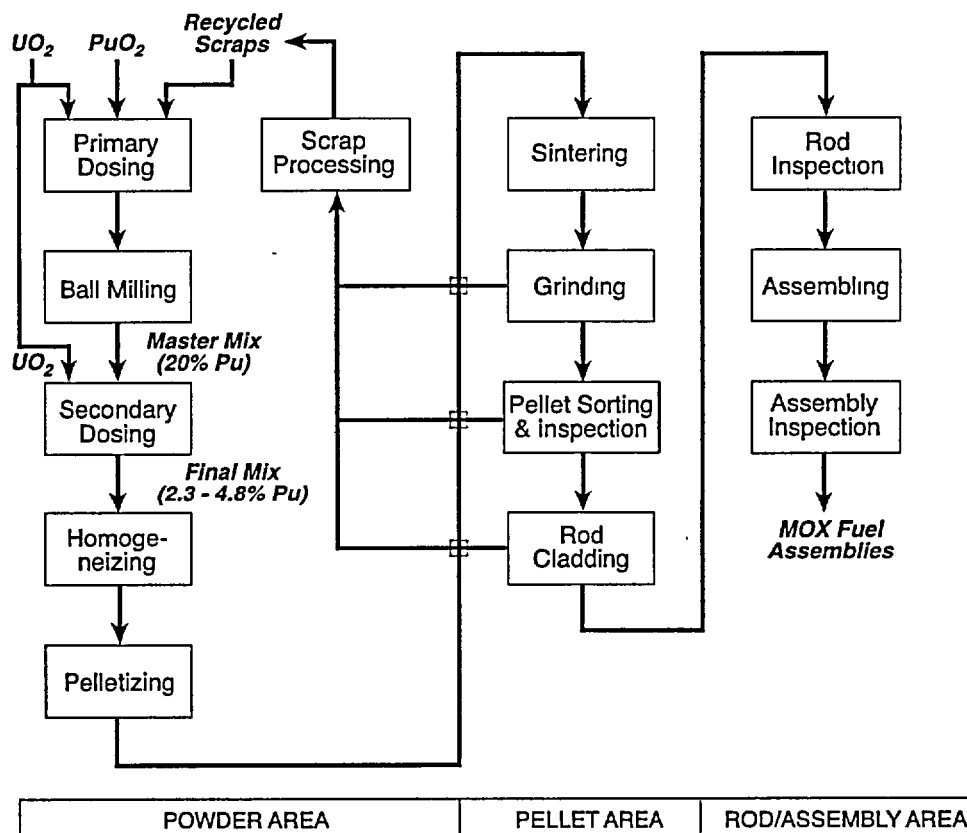 UO2
PuO2
Recycled
Scraps
Primary
Dosing
Ball Milling
Master Mix
(20% Pu)
UO2
Secondary
Dosing
Final Mix
(2.3 - 4.8% Pu)
Homoge-
neizing
Pelletizing
Scrap
Processing
Sintering
Grinding
Pellet Sorting
& inspection
Rod
Cladding
Rod
Inspection
Assembling
Assembly
Inspection
MOX Fuel
Assemblies
POWDER AREA
PELLET AREA
ROD/ASSEMBLY AREA